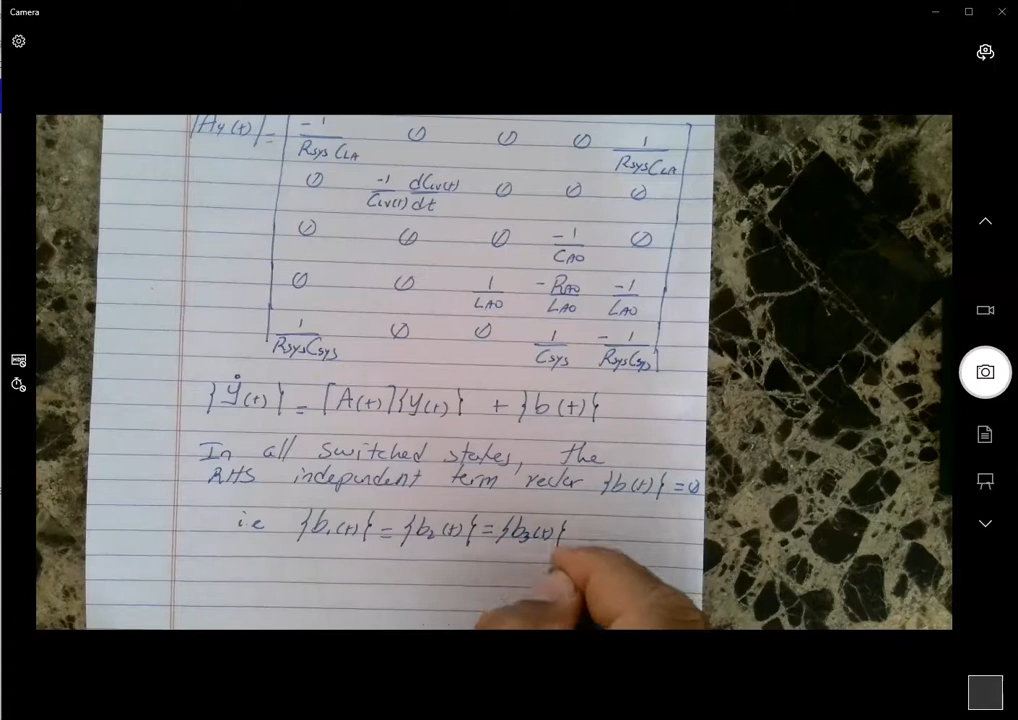 Camera
[A4(t)] =
-1/(RSYS CLA) 0 0 0 1/(RSYS CLA)
0 -1/CLV(t) dCLV(t)/dt 0 0 0
0 0 0 -1/CAO 0
0 0 1/LAO -RAO/LAO -1/LAO
1/(RSYS CSYS) 0 0 1/CSYS -1/(RSYS CSYS)
{ẏ(t)} = [A(t)]{y(t)} + {b(t)}
In all switched states, the
RHS independent term vector {b(t)} = 0
i.e {b1(t)} = {b2(t)} = {b3(t)}